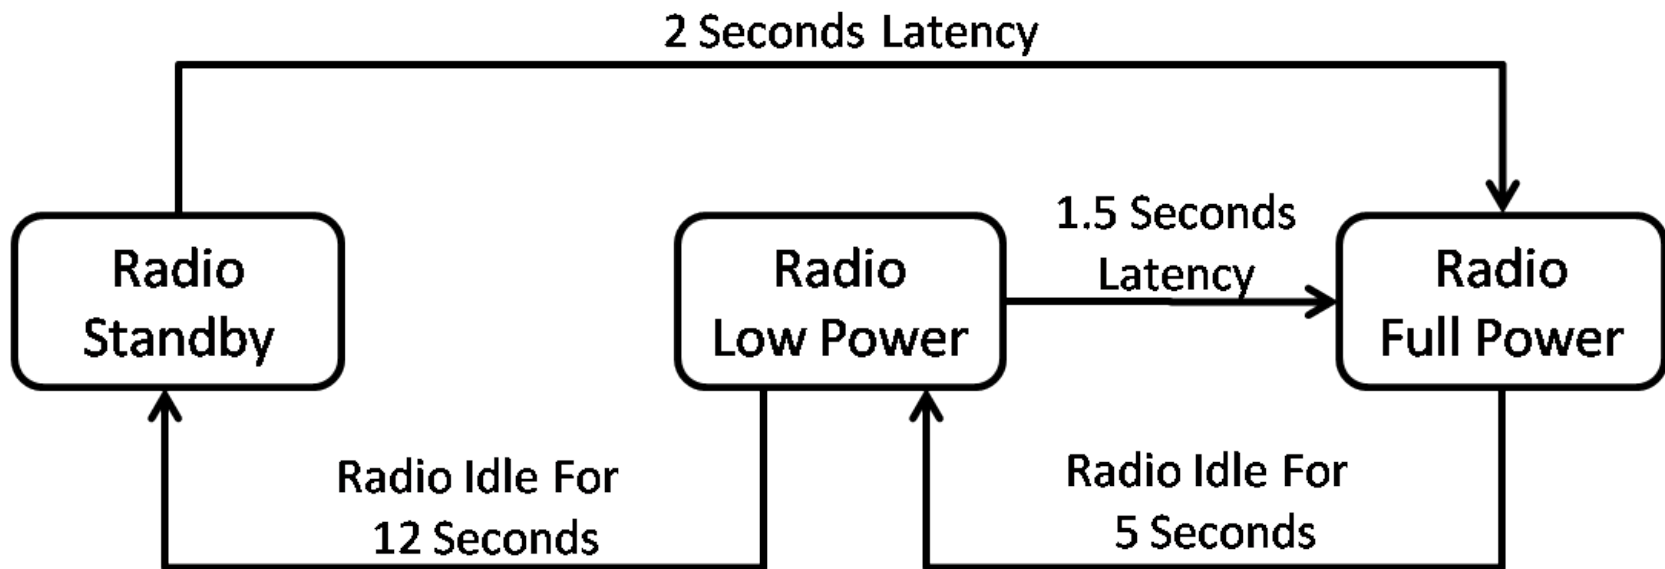 2 Seconds Latency
Radio
Standby
Radio
Low Power
1.5 Seconds
Latency
Radio
Full Power
Radio Idle For
12 Seconds
Radio Idle For
5 Seconds